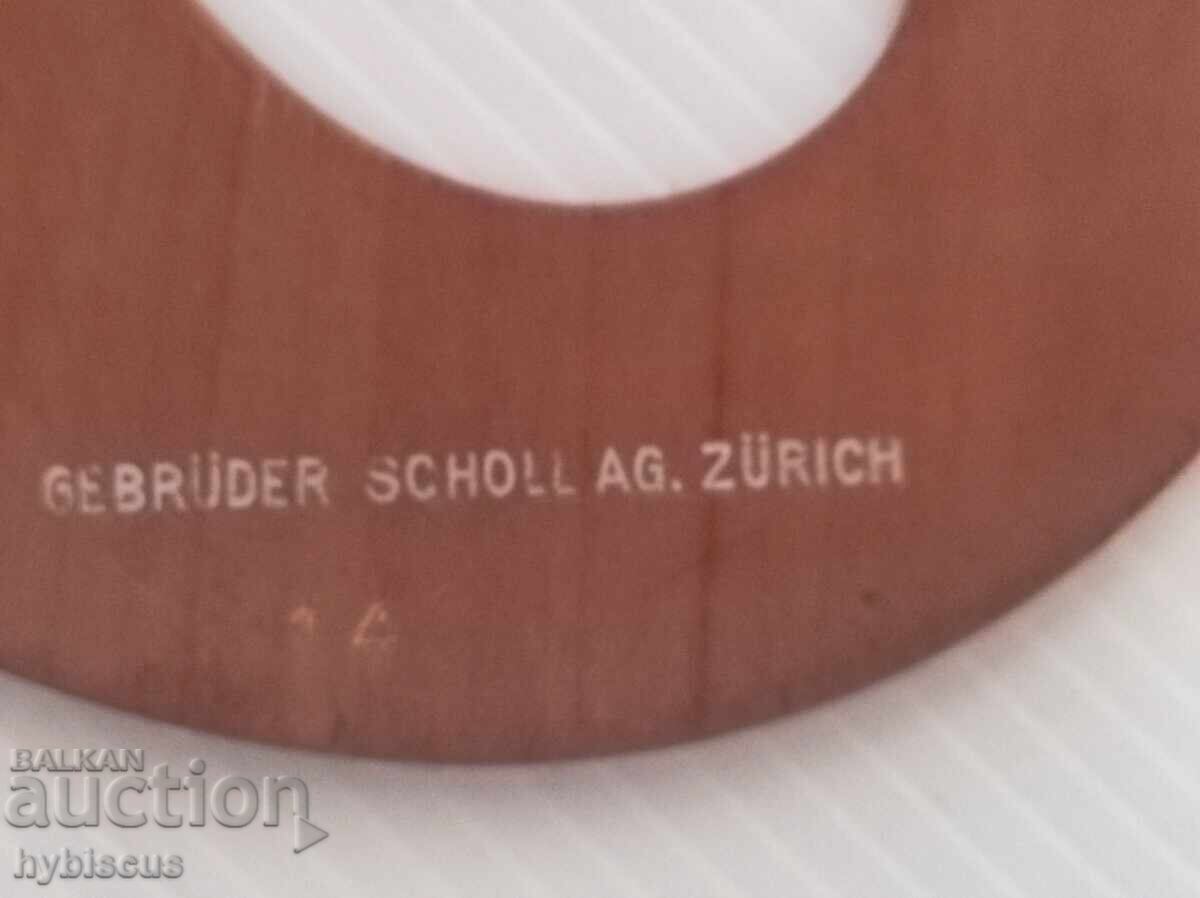 GEBRÜDER SCHOLL AG. ZÜRICH
BALKAN
auction
hybiscus